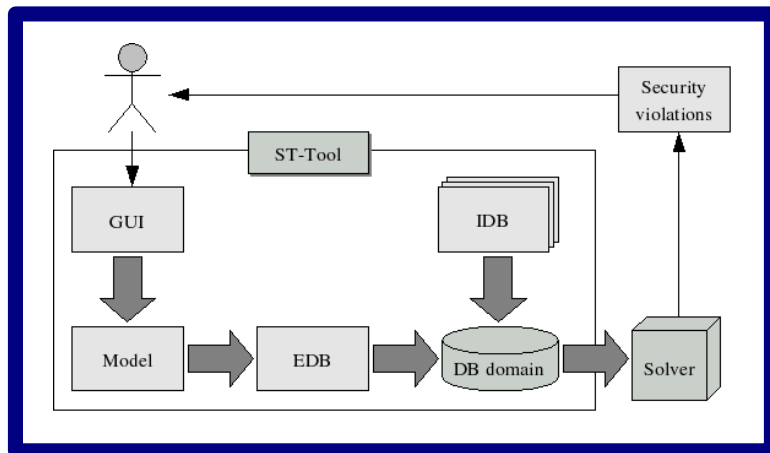 Security
violations
ST-Tool
GUI
IDB
Model
EDB
DB domain
Solver